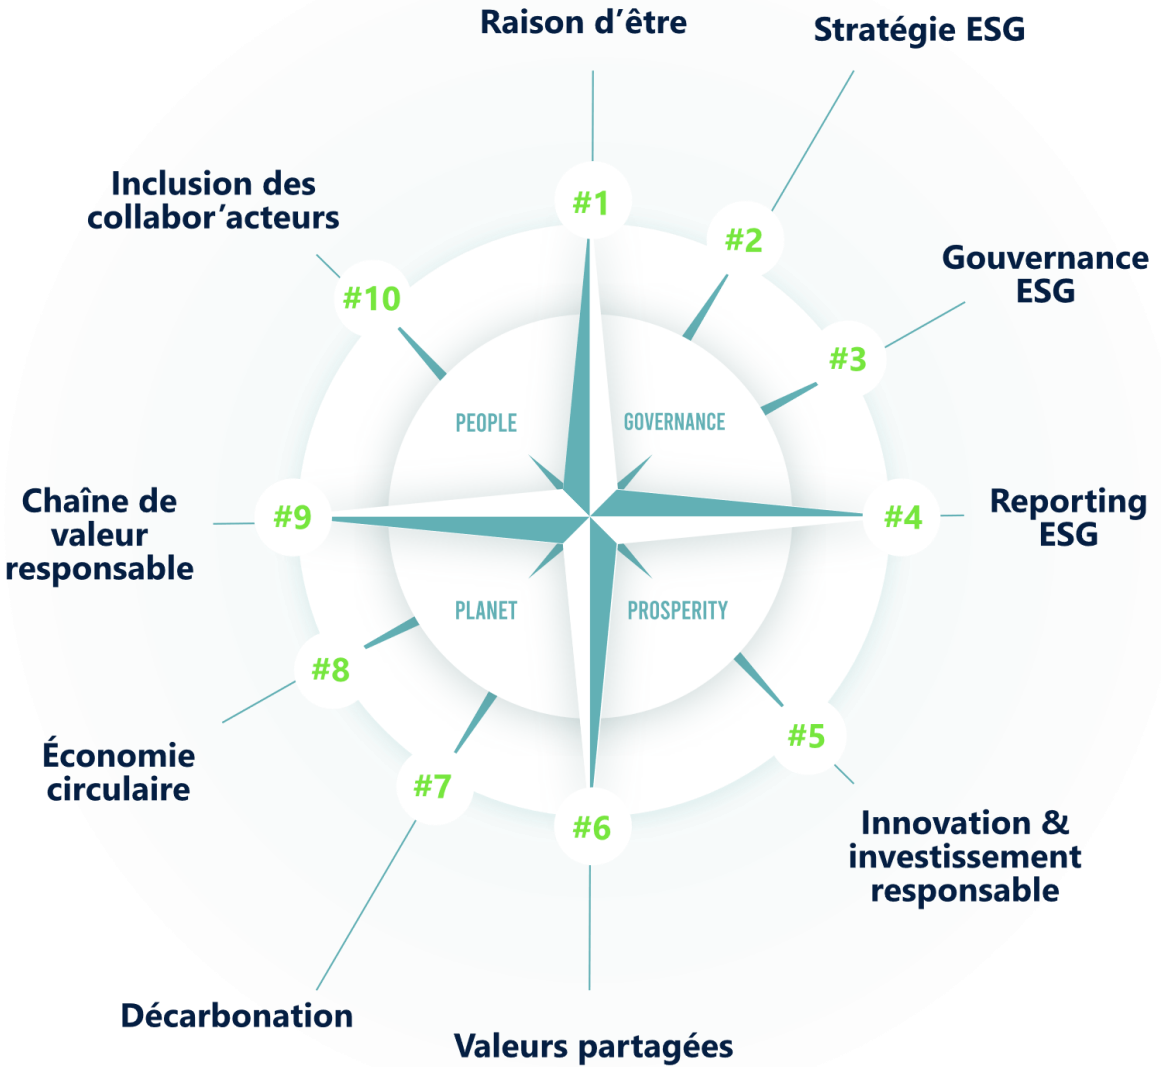 Raison d’être
#1
Stratégie ESG
#2
Gouvernance
ESG
#3
Reporting
ESG
#4
Innovation &
investissement
responsable
#5
Valeurs partagées
#6
Décarbonation
#7
Économie
circulaire
#8
Chaîne de
valeur
responsable
#9
Inclusion des
collabor’acteurs
#10
PEOPLE
GOVERNANCE
PLANET
PROSPERITY